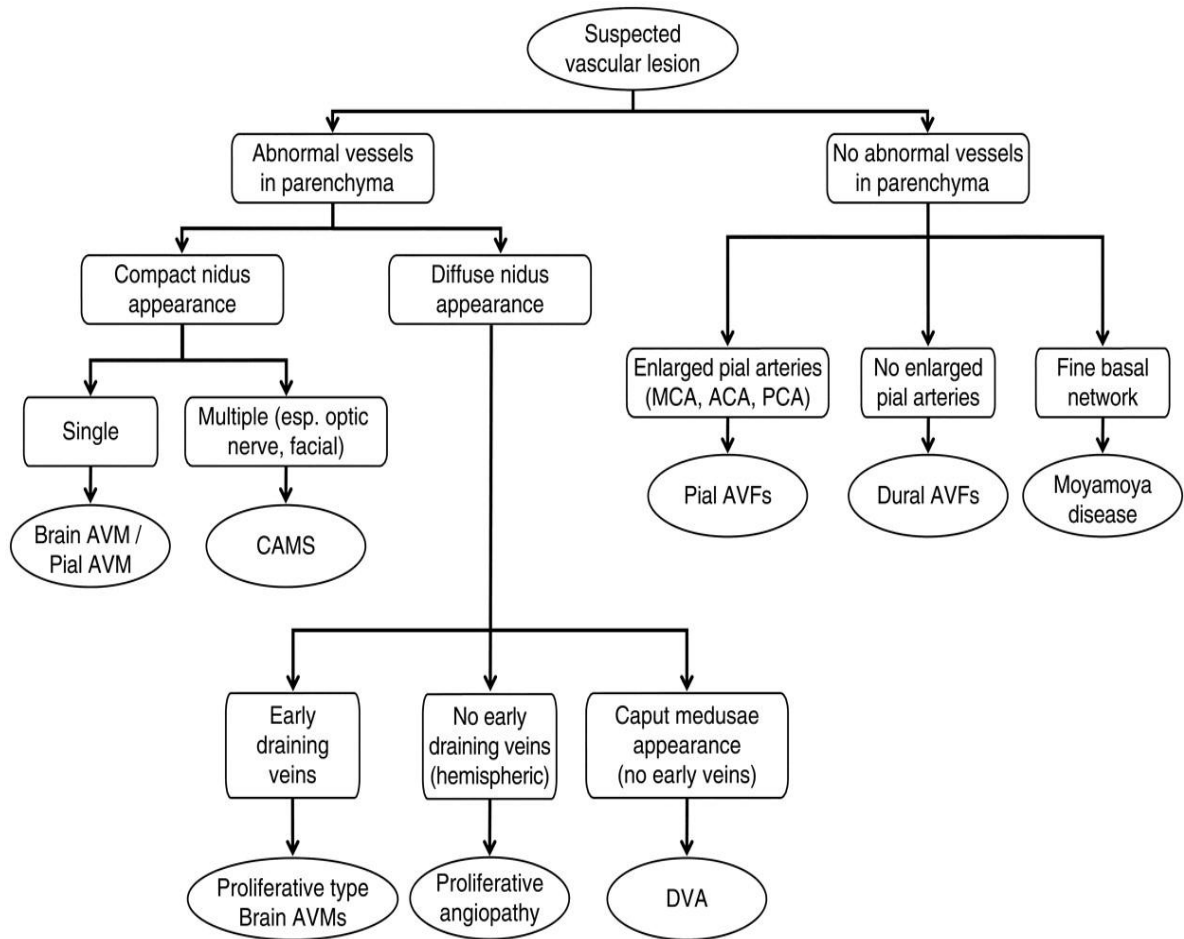 Suspected
vascular lesion
Abnormal vessels
in parenchyma
No abnormal vessels
in parenchyma
Compact nidus
appearance
Diffuse nidus
appearance
Enlarged pial arteries
(MCA, ACA, PCA)
No enlarged
pial arteries
Fine basal
network
Single
Multiple (esp. optic
nerve, facial)
Pial AVFs
Dural AVFs
Moyamoya
disease
Brain AVM /
Pial AVM
CAMS
Early
draining
veins
No early
draining veins
(hemispheric)
Caput medusae
appearance
(no early veins)
Proliferative type
Brain AVMs
Proliferative
angiopathy
DVA